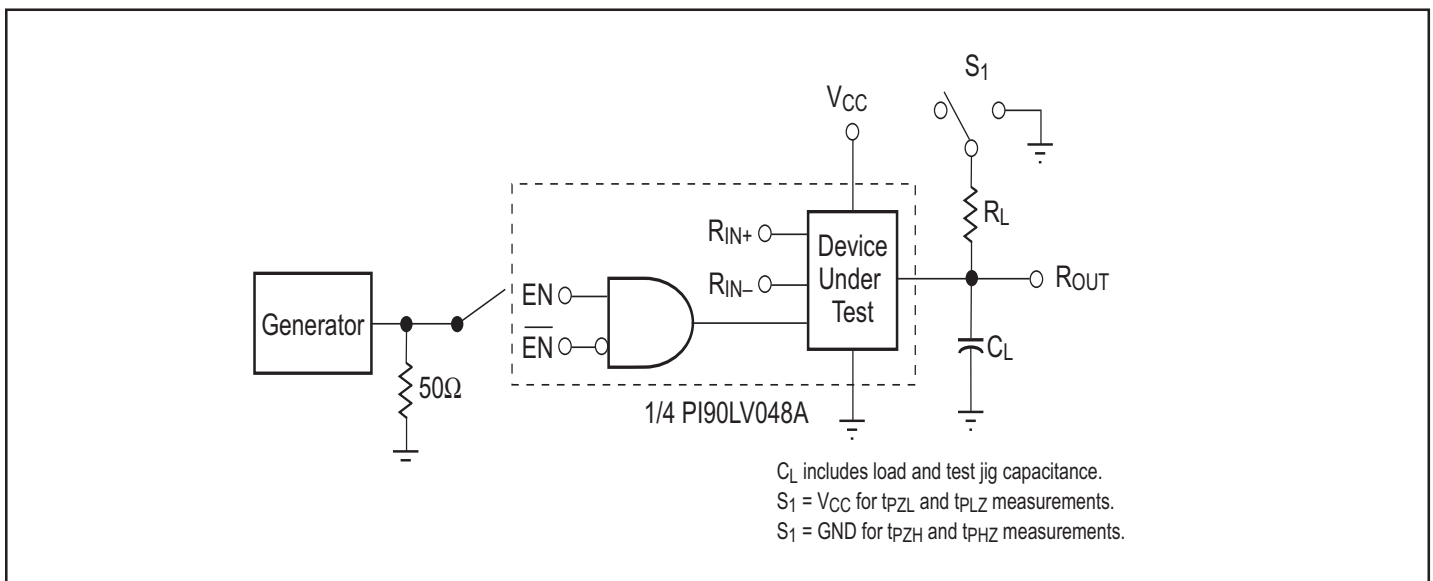 S1
VCC
RL
RIN+
RIN–
Device
Under
Test
ROUT
EN
EN
Generator
50Ω
CL
1/4 PI90LV048A
CL includes load and test jig capacitance.
S1 = VCC for tPZL and tPLZ measurements.
S1 = GND for tPZH and tPHZ measurements.